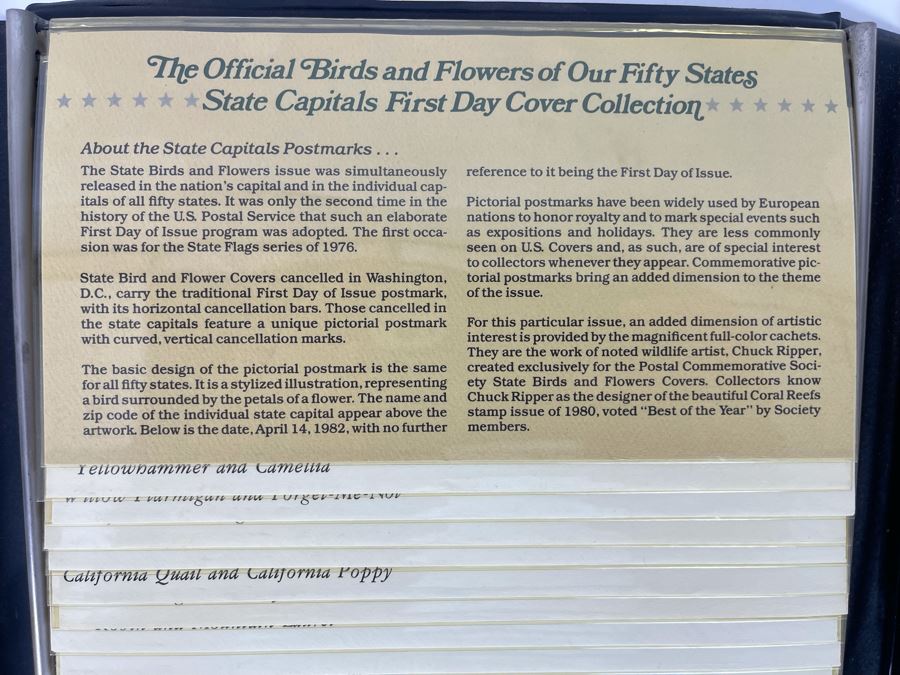 The Official Birds and Flowers of Our Fifty States
State Capitals First Day Cover Collection
About the State Capitals Postmarks . . .
The State Birds and Flowers issue was simultaneously
released in the nation's capital and in the individual cap-
itals of all fifty states. It was only the second time in the
history of the U.S. Postal Service that such an elaborate
First Day of Issue program was adopted. The first occa-
sion was for the State Flags series of 1976.
State Bird and Flower Covers cancelled in Washington,
D.C., carry the traditional First Day of Issue postmark,
with its horizontal cancellation bars. Those cancelled in
the state capitals feature a unique pictorial postmark
with curved, vertical cancellation marks.
The basic design of the pictorial postmark is the same
for all fifty states. It is a stylized illustration, representing
a bird surrounded by the petals of a flower. The name and
zip code of the individual state capital appear above the
artwork. Below is the date, April 14, 1982, with no further
reference to it being the First Day of Issue.
Pictorial postmarks have been widely used by European
nations to honor royalty and to mark special events such
as expositions and holidays. They are less commonly
seen on U.S. Covers and, as such, are of special interest
to collectors whenever they appear. Commemorative pic-
torial postmarks bring an added dimension to the theme
of the issue.
For this particular issue, an added dimension of artistic
interest is provided by the magnificent full-color cachets.
They are the work of noted wildlife artist, Chuck Ripper,
created exclusively for the Postal Commemorative Soci-
ety State Birds and Flowers Covers. Collectors know
Chuck Ripper as the designer of the beautiful Coral Reefs
stamp issue of 1980, voted "Best of the Year" by Society
members.
Yellowhammer and Camellia
Willow Ptarmigan and Forget-Me-Not
California Quail and California Poppy
Robin and Mountain Laurel